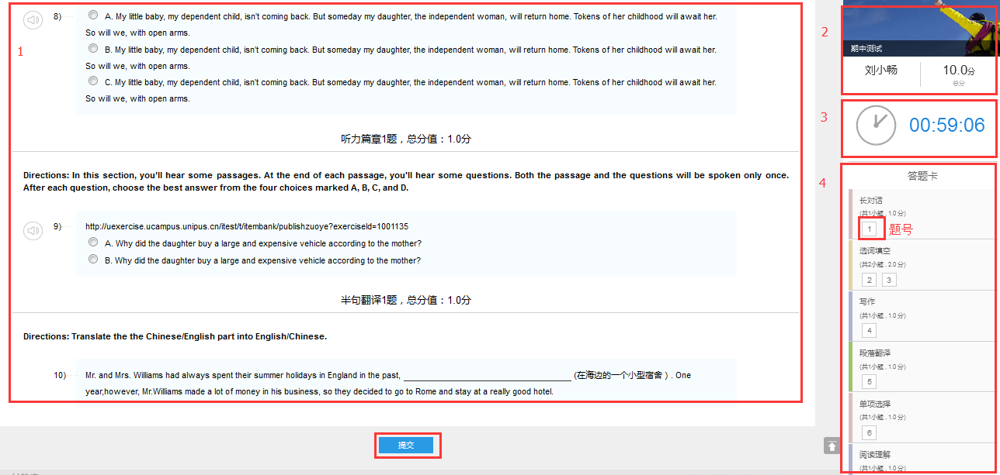 8)
A. My little baby, my dependent child, isn't coming back. But someday my daughter, the independent woman, will return home. Tokens of her childhood will await her.
So will we, with open arms.
B. My little baby, my dependent child, isn't coming back. But someday my daughter, the independent woman, will return home. Tokens of her childhood will await her.
So will we, with open arms.
C. My little baby, my dependent child, isn't coming back. But someday my daughter, the independent woman, will return home. Tokens of her childhood will await her.
So will we, with open arms.
1
听力篇章1题，总分值：1.0分
Directions: In this section, you'll hear some passages. At the end of each passage, you'll hear some questions. Both the passage and the questions will be spoken only once.
After each question, choose the best answer from the four choices marked A, B, C, and D.
9)
http://uexercise.ucampus.unipus.cn/itest/t/itembank/publishzuoye?exerciseId=1001135
A. Why did the daughter buy a large and expensive vehicle according to the mother?
B. Why did the daughter buy a large and expensive vehicle according to the mother?
半句翻译1题，总分值：1.0分
Directions: Translate the the Chinese/English part into English/Chinese.
10)
Mr. and Mrs. Williams had always spent their summer holidays in England in the past, ______ (在海边的一个小型宿舍）. One
year,however, Mr.Williams made a lot of money in his business, so they decided to go to Rome and stay at a really good hotel.
提交
2
期中测试
刘小畅
10.0分
总分
3
00:59:06
4
答题卡
长对话
(共1小题 , 1.0分)
1
题号
选词填空
(共2小题 , 2.0分)
2 3
写作
(共1小题 , 1.0分)
4
段落翻译
(共1小题 , 1.0分)
5
单项选择
(共1小题 , 1.0分)
6
阅读理解
(共1小题 , 1.0分)